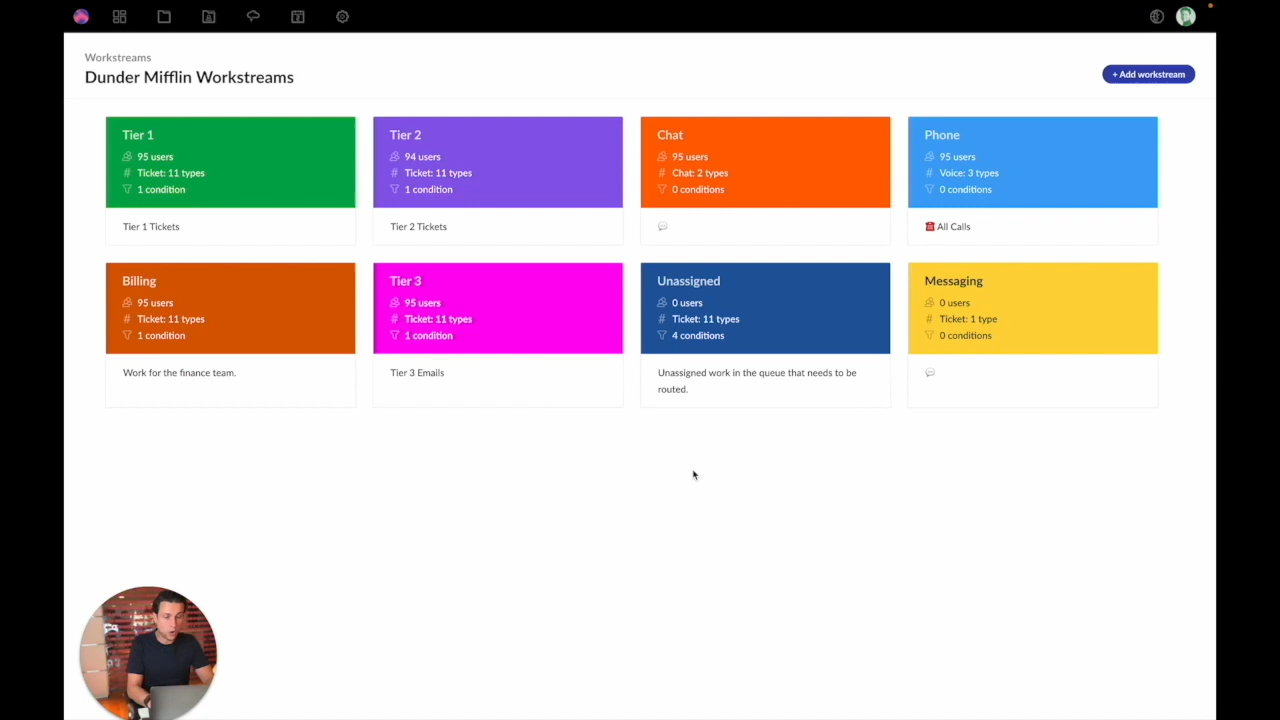 Workstreams
Dunder Mifflin Workstreams
+ Add workstream
Tier 1
95 users
# Ticket: 11 types
1 condition
Tier 1 Tickets
Tier 2
94 users
# Ticket: 11 types
1 condition
Tier 2 Tickets
Chat
95 users
# Chat: 2 types
0 conditions
💬
Phone
95 users
# Voice: 3 types
0 conditions
☎️ All Calls
Billing
95 users
# Ticket: 11 types
1 condition
Work for the finance team.
Tier 3
95 users
# Ticket: 11 types
1 condition
Tier 3 Emails
Unassigned
0 users
# Ticket: 11 types
4 conditions
Unassigned work in the queue that needs to be
routed.
Messaging
0 users
# Ticket: 1 type
0 conditions
💬